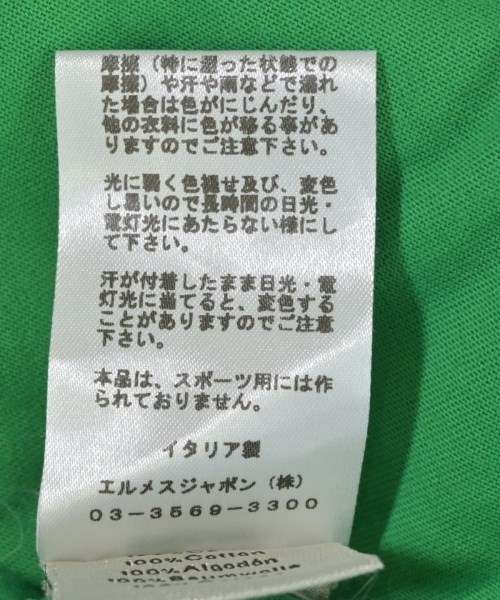 摩擦（特に湿った状態での
摩擦）や汗や雨などで濡れ
た場合は色がにじんだり、
他の衣料に色が移る事があ
りますのでご注意下さい。
光に弱く色褪せ及び、変色
し易いので長時間の日光・
電灯光にあたらない様にし
て下さい。
汗が付着したまま日光・電
灯光に当てると、変色する
ことがありますのでご注意
下さい。
本品は、スポーツ用には作
られておりません。
イタリア製
エルメスジャポン（株）
０３－３５６９－３３００
100% Cotton
100% Algodón
100% Baumwolle